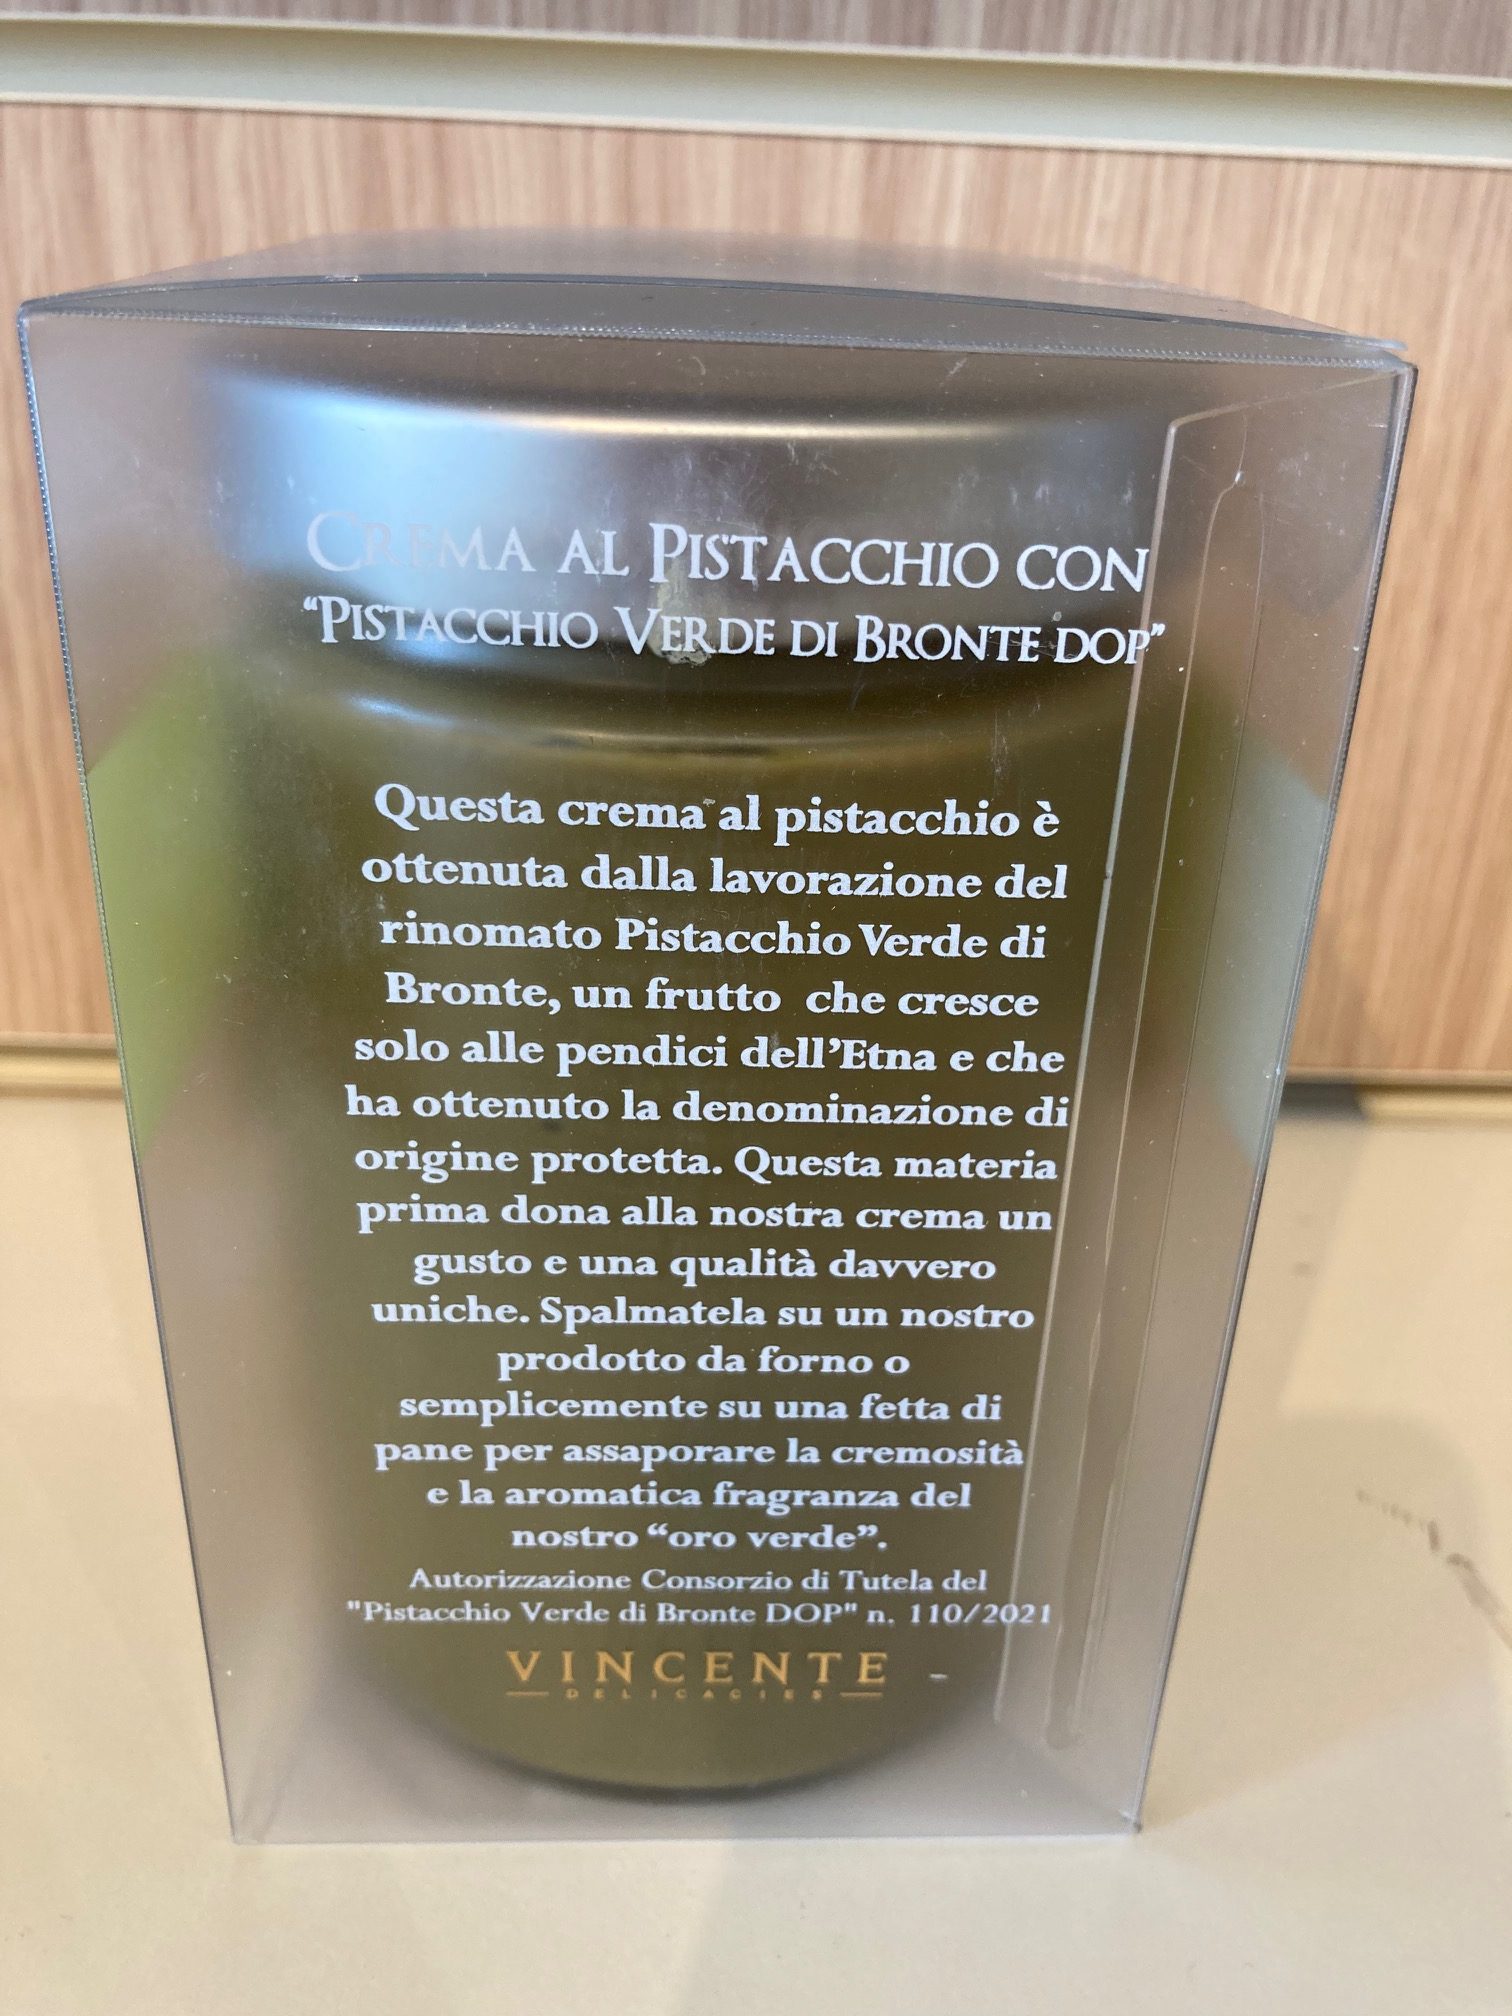 Crema al Pistacchio con
“Pistacchio Verde di Bronte DOP”
Questa crema al pistacchio è
ottenuta dalla lavorazione del
rinomato Pistacchio Verde di
Bronte, un frutto che cresce
solo alle pendici dell’Etna e che
ha ottenuto la denominazione di
origine protetta. Questa materia
prima dona alla nostra crema un
gusto e una qualità davvero
uniche. Spalmatela su un nostro
prodotto da forno o
semplicemente su una fetta di
pane per assaporare la cremosità
e la aromatica fragranza del
nostro “oro verde”.
Autorizzazione Consorzio di Tutela del
"Pistacchio Verde di Bronte DOP" n. 110/2021
VINCENTE
DELICACIES